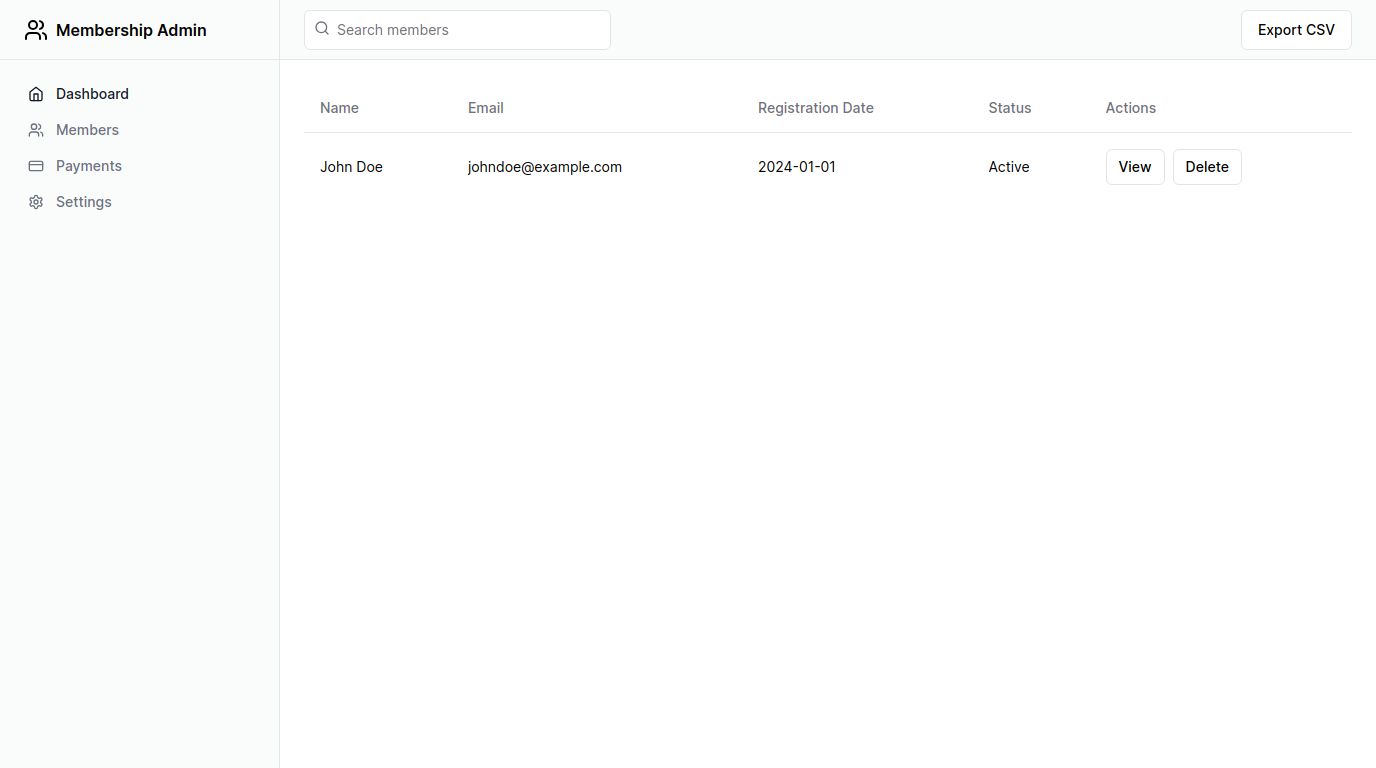 Membership Admin
Search members
Export CSV
Dashboard
Members
Payments
Settings
Name Email Registration Date Status Actions
John Doe johndoe@example.com 2024-01-01 Active View Delete